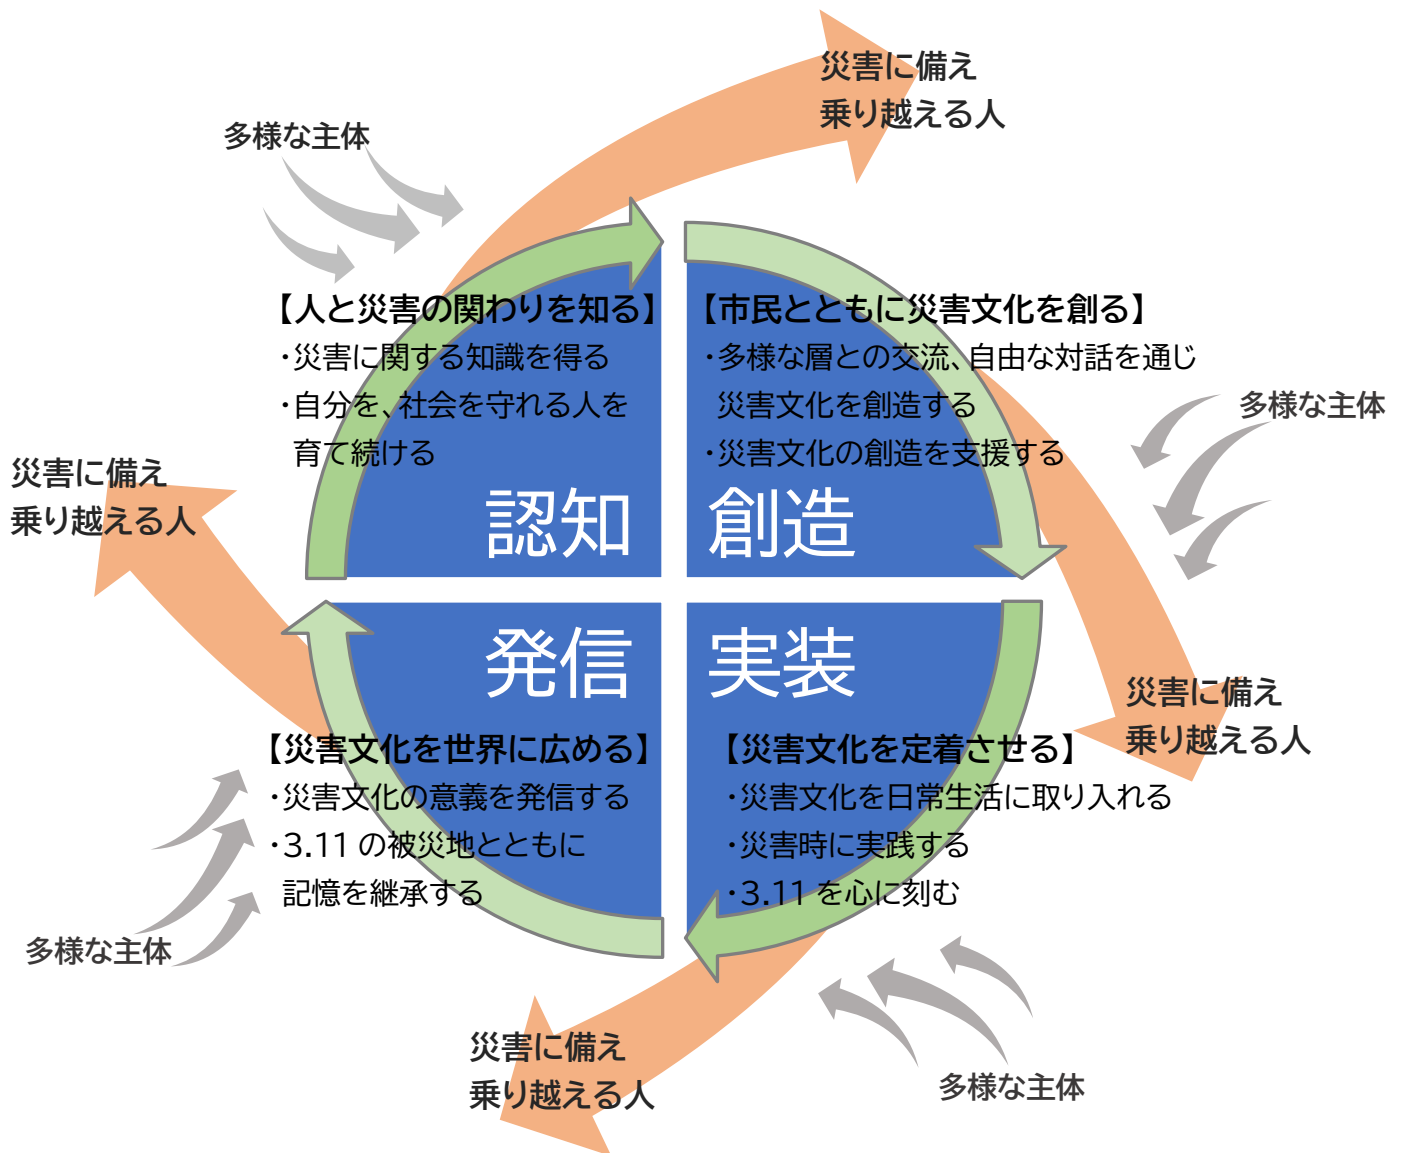 災害に備え
乗り越える人
多様な主体
【人と災害の関わりを知る】
・災害に関する知識を得る
・自分を、社会を守れる人を
育て続ける
認知
【市民とともに災害文化を創る】
・多様な層との交流、自由な対話を通じ
災害文化を創造する
・災害文化の創造を支援する
創造
多様な主体
災害に備え
乗り越える人
発信
【災害文化を世界に広める】
・災害文化の意義を発信する
・3.11 の被災地とともに
記憶を継承する
実装
【災害文化を定着させる】
・災害文化を日常生活に取り入れる
・災害時に実践する
・3.11 を心に刻む
災害に備え
乗り越える人
多様な主体
災害に備え
乗り越える人
多様な主体